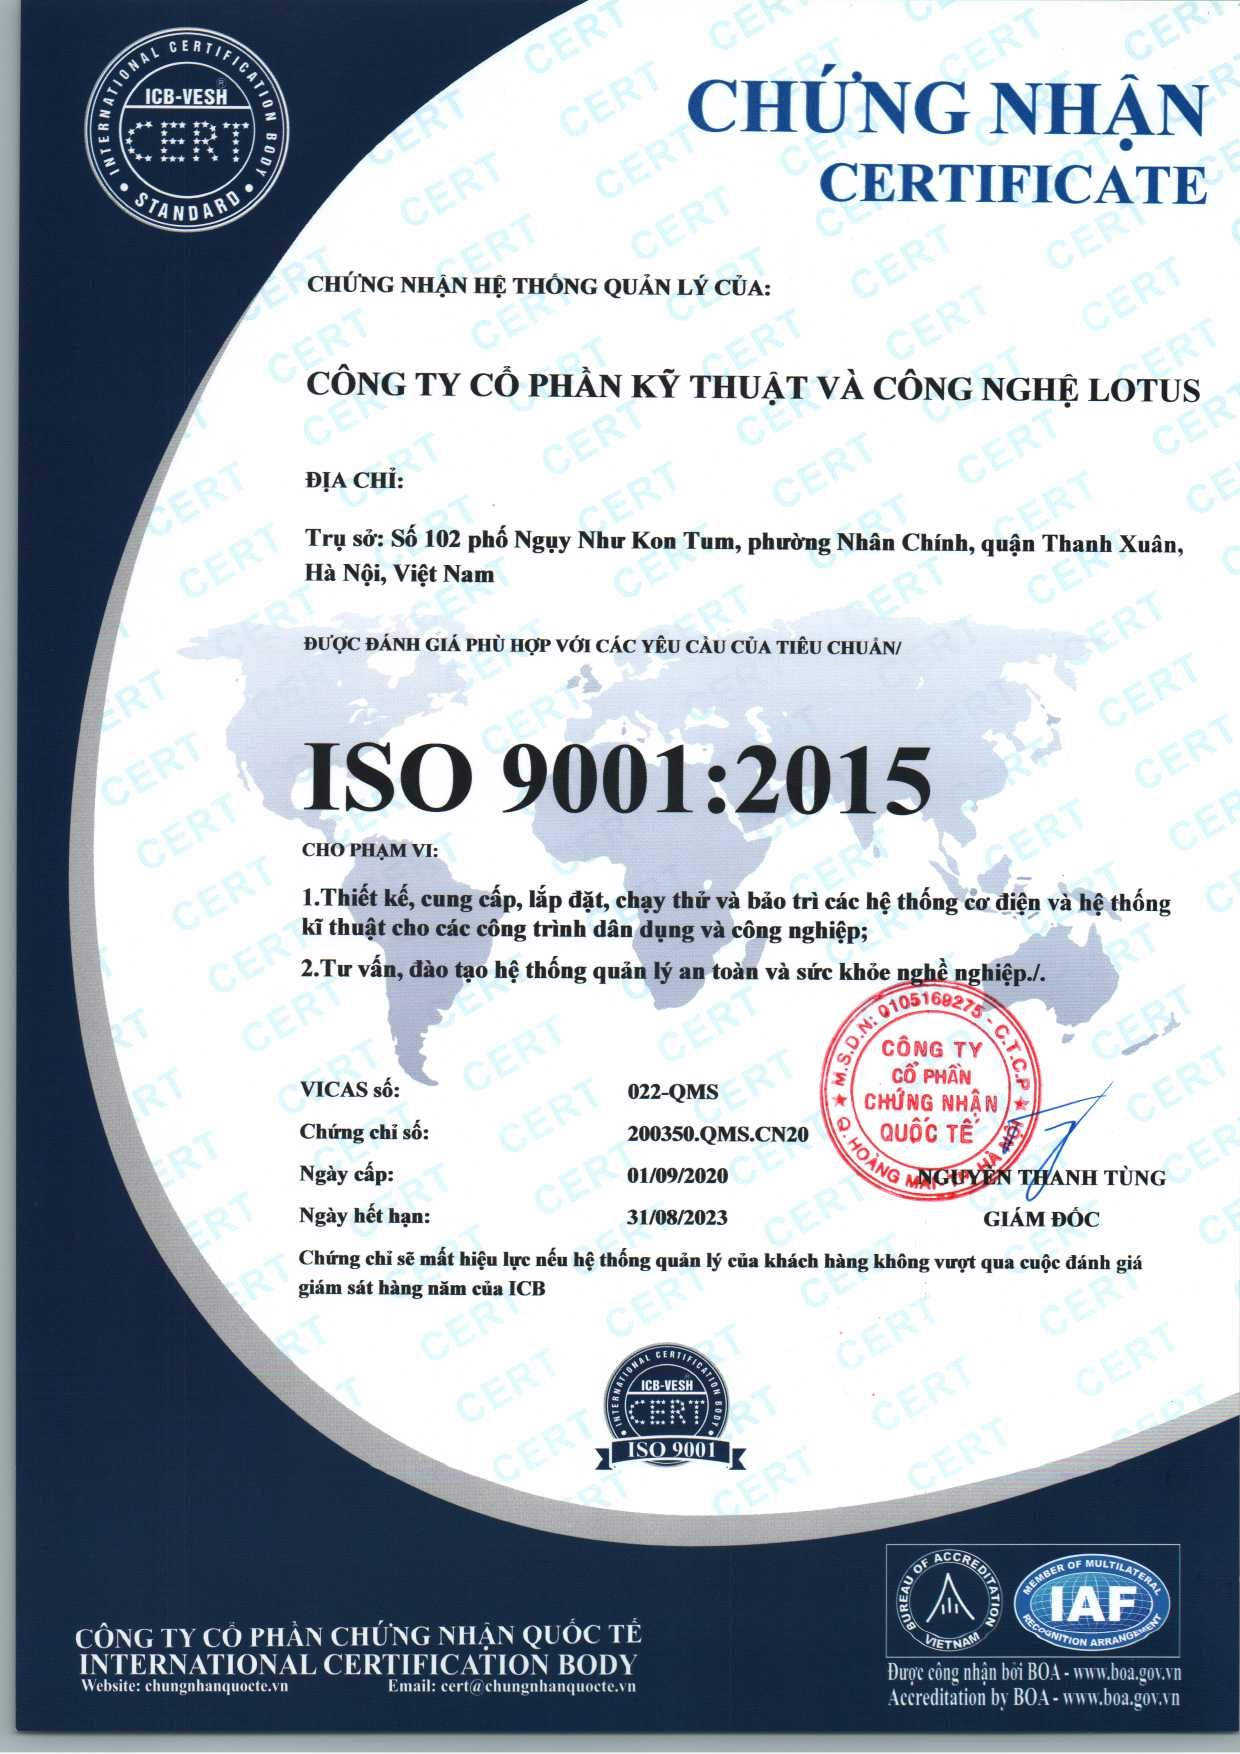 INTERNATIONAL CERTIFICATION BODY
ICB-VESH®
CERT
• STANDARD •
CHỨNG NHẬN
CERTIFICATE
CHỨNG NHẬN HỆ THỐNG QUẢN LÝ CỦA:
CÔNG TY CỔ PHẦN KỸ THUẬT VÀ CÔNG NGHỆ LOTUS
ĐỊA CHỈ:
Trụ sở: Số 102 phố Ngụy Như Kon Tum, phường Nhân Chính, quận Thanh Xuân,
Hà Nội, Việt Nam
ĐƯỢC ĐÁNH GIÁ PHÙ HỢP VỚI CÁC YÊU CẦU CỦA TIÊU CHUẨN/
ISO 9001:2015
CHO PHẠM VI:
1.Thiết kế, cung cấp, lắp đặt, chạy thử và bảo trì các hệ thống cơ điện và hệ thống
kĩ thuật cho các công trình dân dụng và công nghiệp;
2.Tư vấn, đào tạo hệ thống quản lý an toàn và sức khỏe nghề nghiệp./.
M.S.D.N: 0105169275 - C.T.C.P
CÔNG TY
CỔ PHẦN
CHỨNG NHẬN
QUỐC TẾ
Q. HOÀNG MAI - TP. HÀ NỘI
VICAS số: 022-QMS
Chứng chỉ số: 200350.QMS.CN20
Ngày cấp: 01/09/2020
NGUYỄN THANH TÙNG
Ngày hết hạn: 31/08/2023
GIÁM ĐỐC
Chứng chỉ sẽ mất hiệu lực nếu hệ thống quản lý của khách hàng không vượt qua cuộc đánh giá
giám sát hàng năm của ICB
INTERNATIONAL CERTIFICATION BODY
ICB-VESH
CERT
ISO 9001
BUREAU OF ACCREDITATION
VIETNAM
MEMBER OF MULTILATERAL
IAF
RECOGNITION ARRANGEMENT
CÔNG TY CỔ PHẦN CHỨNG NHẬN QUỐC TẾ
INTERNATIONAL CERTIFICATION BODY
Website: chungnhanquocte.vn Email: cert@chungnhanquocte.vn
Được công nhận bởi BOA - www.boa.gov.vn
Accreditation by BOA - www.boa.gov.vn